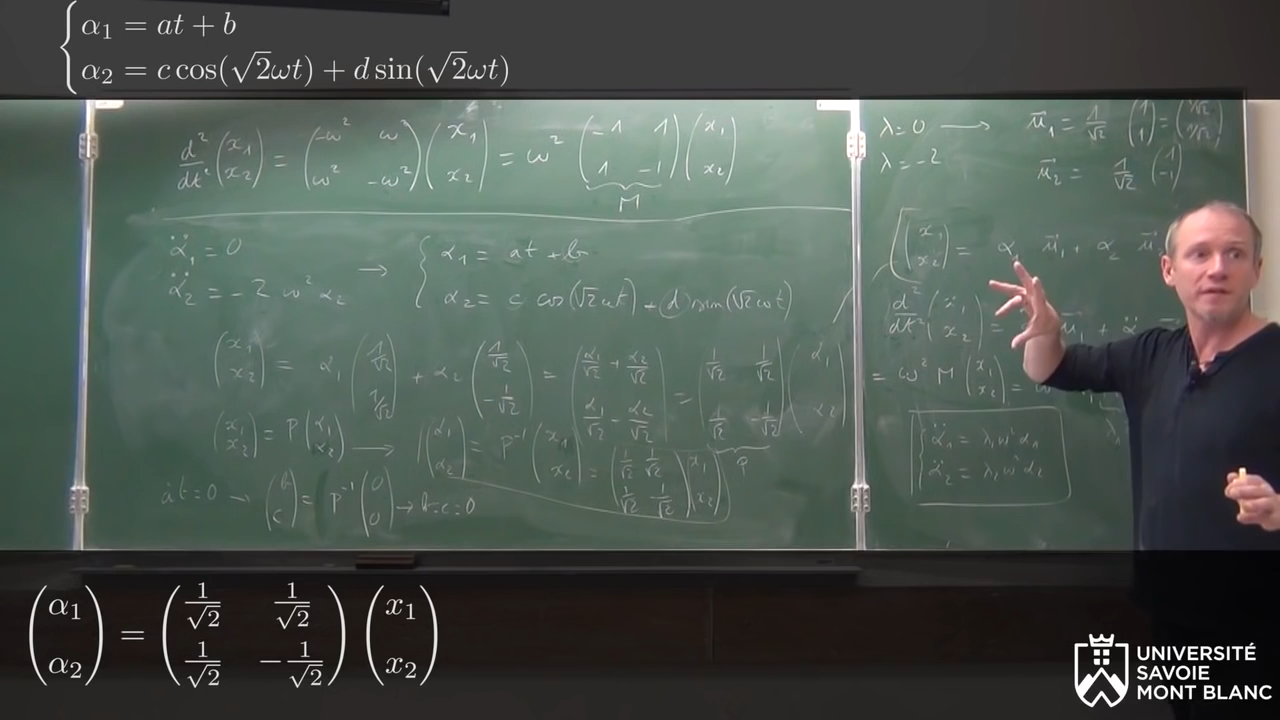 α₁ = at + b
α₂ = c cos(√2ωt) + d sin(√2ωt)
d²/dt² (x₁ x₂) = (-ω² ω² ω² -ω²)(x₁ x₂) = ω² (-1 1 1 -1)(x₁ x₂)
M
α̈₁ = 0 → α₁ = at + b
α̈₂ = -2 ω² α₂ α₂ = c cos(√2ωt) + d sin(√2ωt)
(x₁ x₂) = α₁ (1/√2 1/√2) + α₂ (1/√2 -1/√2) = (α₁/√2 + α₂/√2 α₁/√2 - α₂/√2) = (1/√2 1/√2 1/√2 -1/√2)(α₁ α₂)
P
(x₁ x₂) = P(α₁ α₂) → (α₁ α₂) = P⁻¹ (x₁ x₂) = (1/√2 1/√2 1/√2 1/√2)(x₁ x₂)
à t=0 → (b c) = P⁻¹ (0 0) → b=c=0
λ=0 → u⃗₁ = 1/√2 (1 1) = (1/√2 1/√2)
λ=-2 u⃗₂ = 1/√2 (1 -1)
(x₁ x₂) = α₁ u⃗₁ + α₂ u⃗
d²/dt² (x₁ x₂) = u⃗₁ + α̈
= ω² M (x₁ x₂) =
α̈₁ = λ₁ω²α₁
α̈₂ = λ₂ω²α₂
(α₁ α₂) = (1/√2 1/√2 1/√2 -1/√2)(x₁ x₂)
UNIVERSITÉ
SAVOIE
MONT BLANC